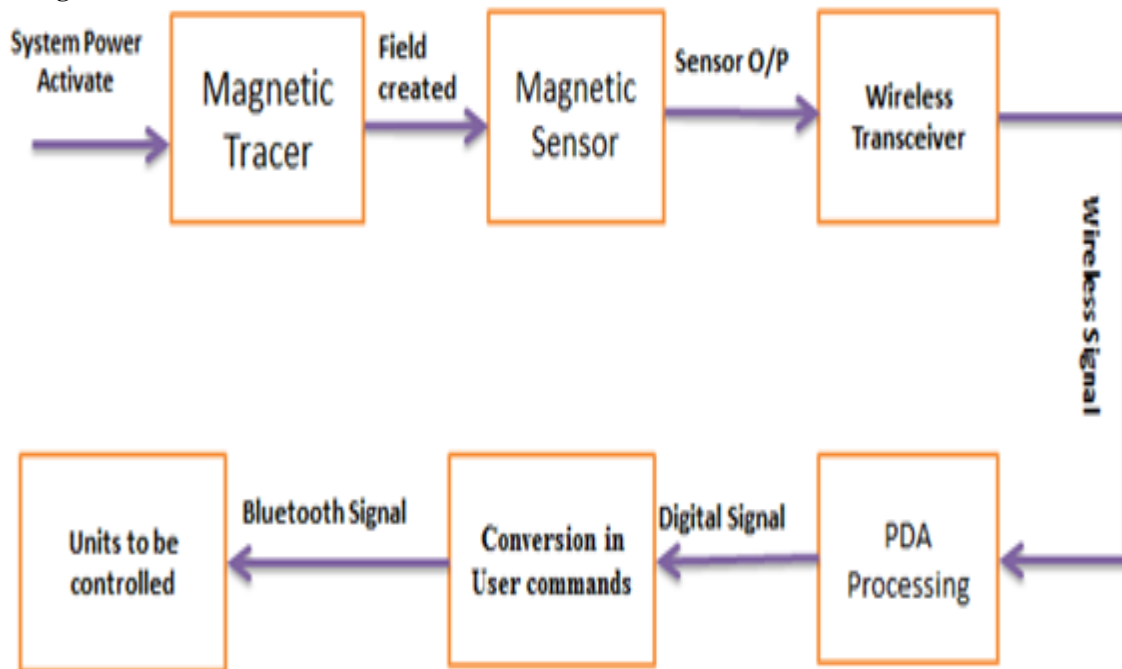 System Power
Activate
Magnetic
Tracer
Field
created
Magnetic
Sensor
Sensor O/P
Wireless
Transceiver
Wireless Signal
PDA
Processing
Digital Signal
Conversion in
User commands
Bluetooth Signal
Units to be
controlled